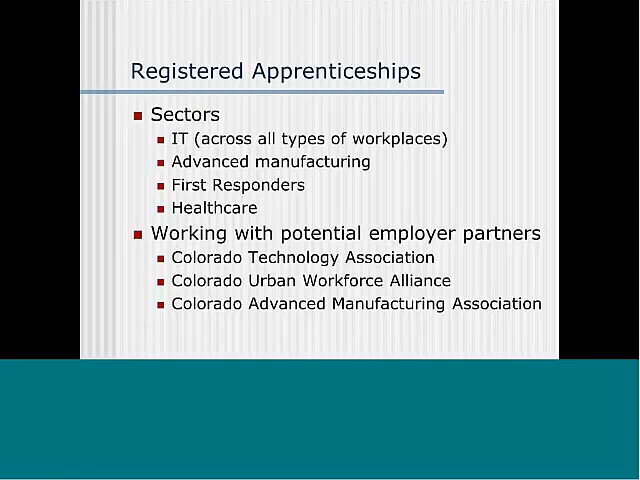 Registered Apprenticeships
Sectors
IT (across all types of workplaces)
Advanced manufacturing
First Responders
Healthcare
Working with potential employer partners
Colorado Technology Association
Colorado Urban Workforce Alliance
Colorado Advanced Manufacturing Association